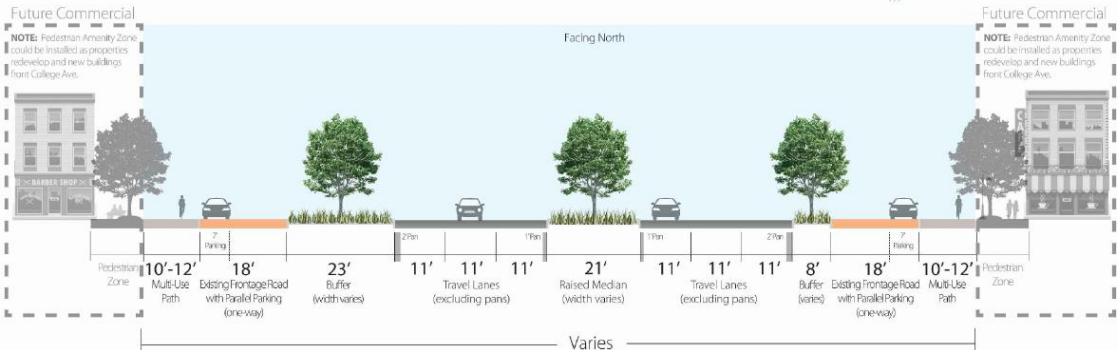 Future Commercial
NOTE: Pedestrian Amenity Zone
could be installed as properties
redevelop and new buildings
front College Ave.
Facing North
Future Commercial
NOTE: Pedestrian Amenity Zone
could be installed as properties
redevelop and new buildings
front College Ave.
BARBER SHOP
7'
Parking
2'Pan
1'Pan
1'Pan
2'Pan
7'
Parking
Pedestrian
Zone
10'-12'
Multi-Use
Path
18'
Existing Frontage Road
with Parallel Parking
(one-way)
23'
Buffer
(width varies)
11' 11' 11'
Travel Lanes
(excluding pans)
21'
Raised Median
(width varies)
11' 11' 11'
Travel Lanes
(excluding pans)
8'
Buffer
(varies)
18'
Existing Frontage Road
with Parallel Parking
(one-way)
10'-12'
Multi-Use
Path
Pedestrian
Zone
Varies